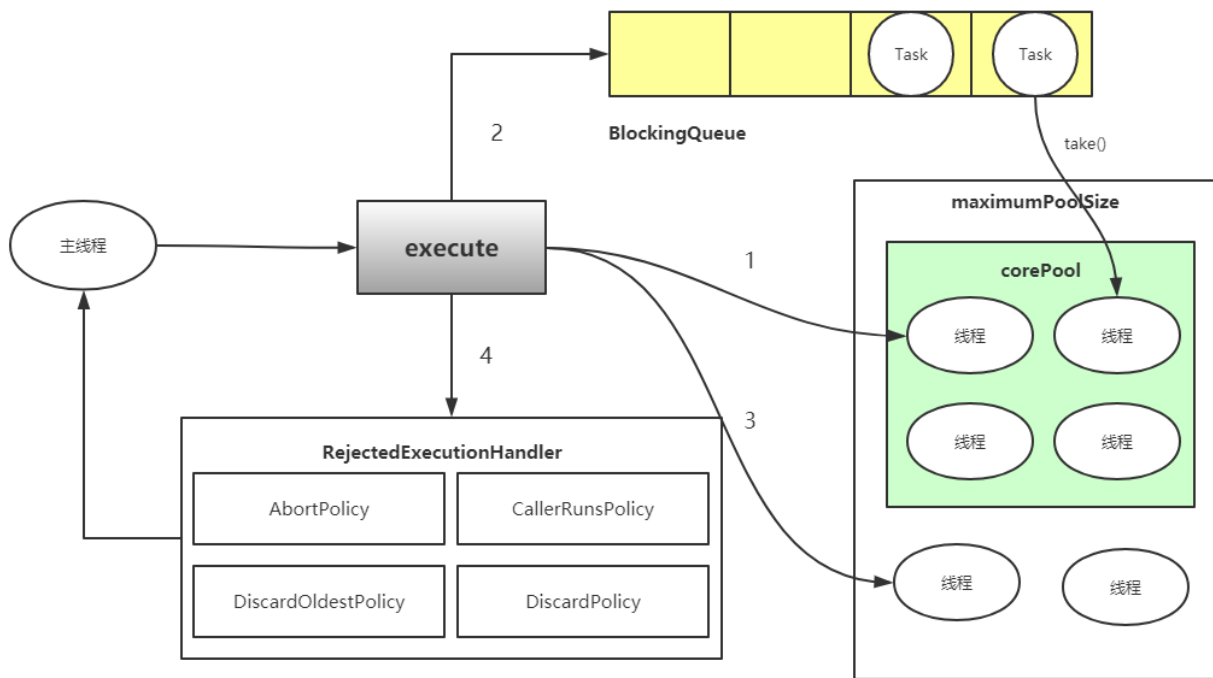 Task
Task
2
BlockingQueue
take()
maximumPoolSize
主线程
execute
1
corePool
线程
线程
4
3
线程
线程
RejectedExecutionHandler
AbortPolicy
CallerRunsPolicy
DiscardOldestPolicy
DiscardPolicy
线程
线程